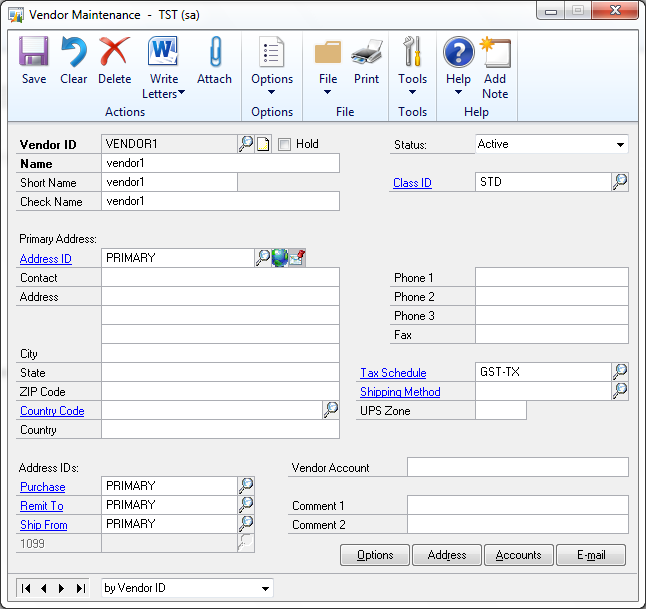 Vendor Maintenance - TST (sa)
Save Clear Delete Write Letters Attach Options File Print Tools Help Add Note
Actions Options File Tools Help
Vendor ID VENDOR1 Hold Status: Active
Name vendor1
Short Name vendor1 Class ID STD
Check Name vendor1
Primary Address:
Address ID PRIMARY
Contact Phone 1
Address Phone 2
Phone 3
Fax
City
State Tax Schedule GST-TX
ZIP Code Shipping Method
Country Code UPS Zone
Country
Address IDs: Vendor Account
Purchase PRIMARY
Remit To PRIMARY Comment 1
Ship From PRIMARY Comment 2
1099
Options Address Accounts E-mail
by Vendor ID